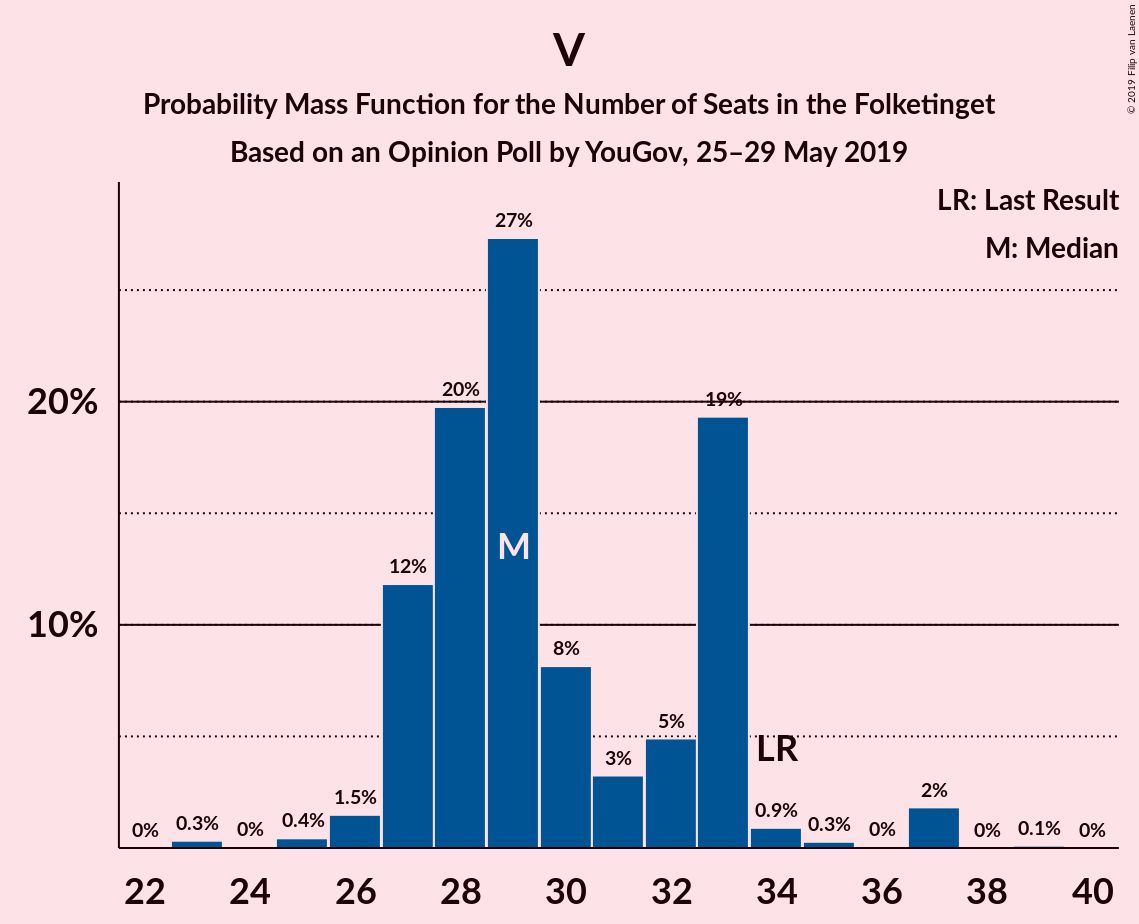 V
Probability Mass Function for the Number of Seats in the Folketinget
Based on an Opinion Poll by YouGov, 25–29 May 2019
© 2019 Filip van Laenen
LR: Last Result
M: Median
20%
10%
0%
0.3%
0%
0.4%
1.5%
12%
20%
27%
8%
3%
5%
19%
0.9%
0.3%
0%
2%
0%
0.1%
0%
M
LR
22 24 26 28 30 32 34 36 38 40